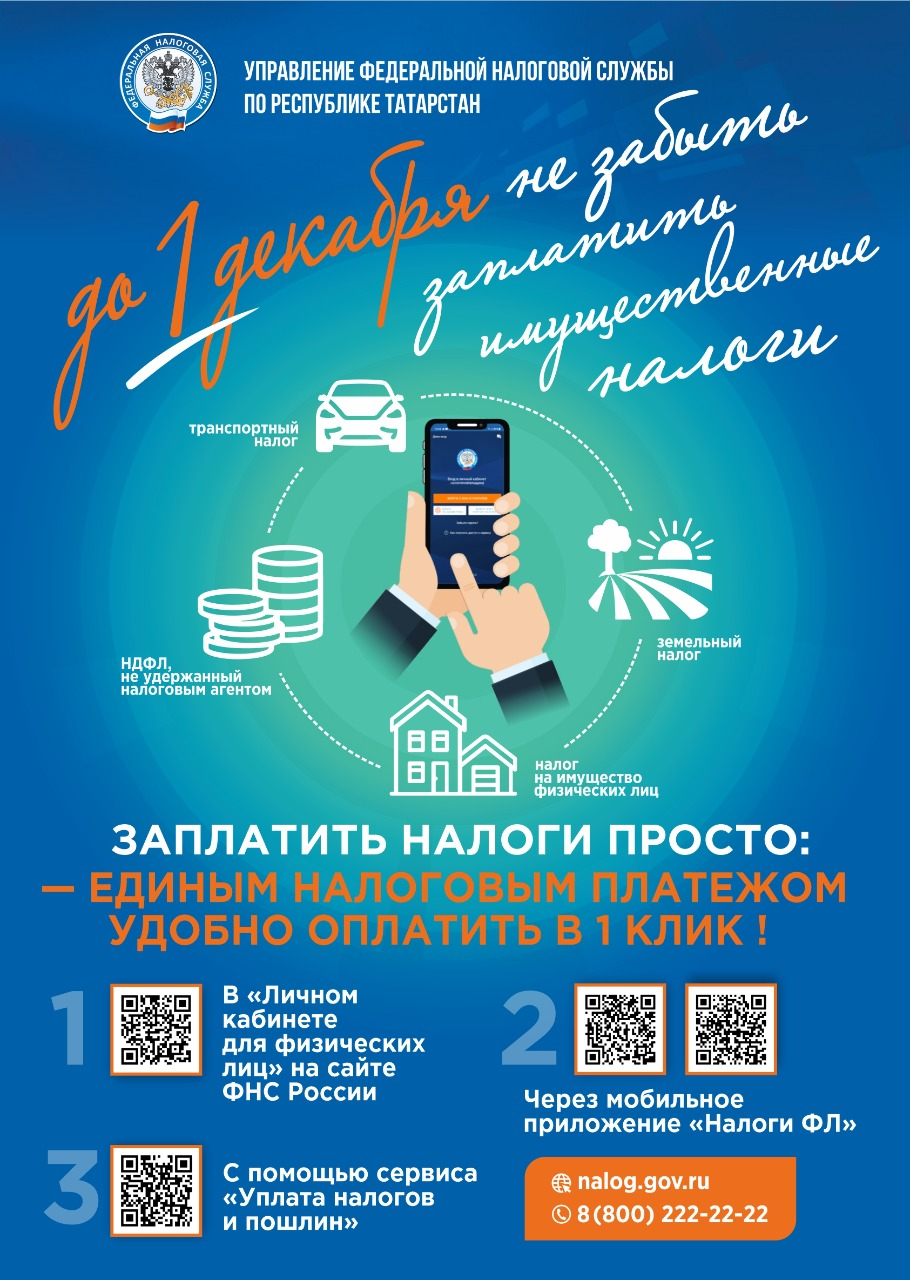 ФЕДЕРАЛЬНАЯ НАЛОГОВАЯ СЛУЖБА
УПРАВЛЕНИЕ ФЕДЕРАЛЬНОЙ НАЛОГОВОЙ СЛУЖБЫ
ПО РЕСПУБЛИКЕ ТАТАРСТАН
до 1 декабря не забыть
заплатить
имущественные
налоги
транспортный
налог
земельный
налог
НДФЛ,
не удержанный
налоговым агентом
налог
на имущество
физических лиц
ЗАПЛАТИТЬ НАЛОГИ ПРОСТО:
— ЕДИНЫМ НАЛОГОВЫМ ПЛАТЕЖОМ
УДОБНО ОПЛАТИТЬ В 1 КЛИК !
1
В «Личном
кабинете
для физических
лиц» на сайте
ФНС России
2
Через мобильное
приложение «Налоги ФЛ»
3
С помощью сервиса
«Уплата налогов
и пошлин»
nalog.gov.ru
8(800) 222-22-22